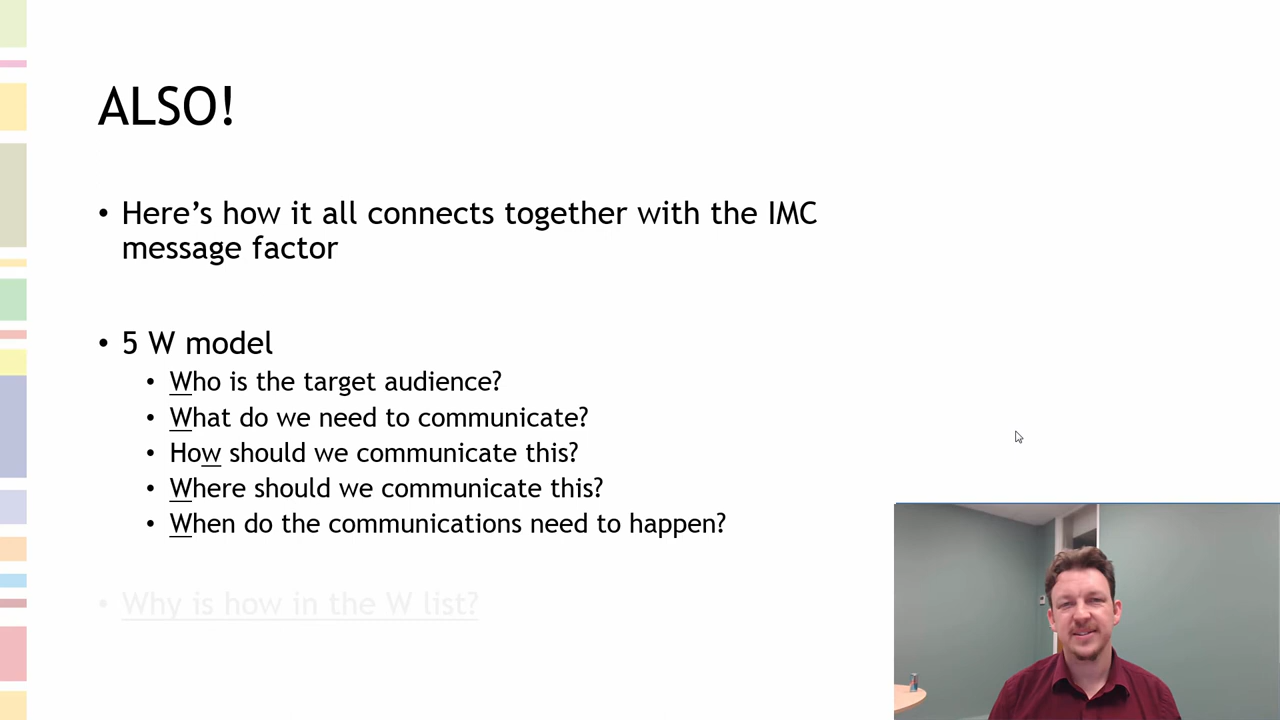 ALSO!
• Here’s how it all connects together with the IMC
message factor
• 5 W model
• Who is the target audience?
• What do we need to communicate?
• How should we communicate this?
• Where should we communicate this?
• When do the communications need to happen?
• Why is how in the W list?